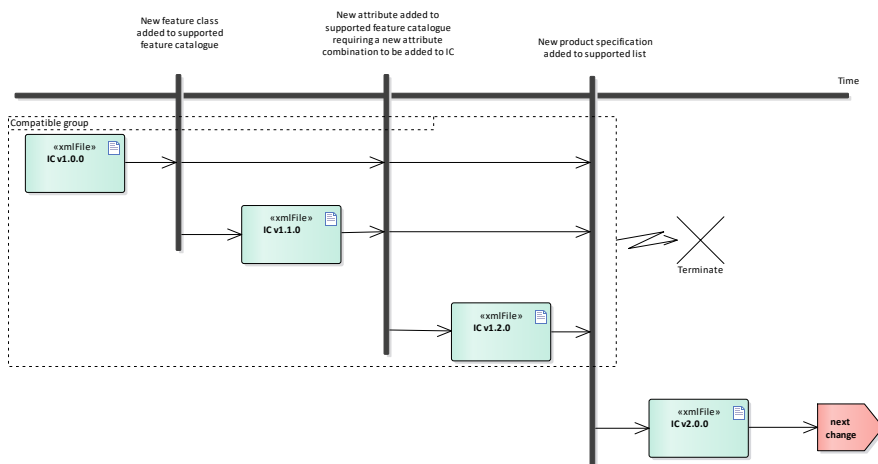 New feature class
added to supported
feature catalogue
New attribute added to
supported feature catalogue
requiring a new attribute
combination to be added to IC
New product specification
added to supported list
Time
Compatible group
«xmlFile»
IC v1.0.0
«xmlFile»
IC v1.1.0
Terminate
«xmlFile»
IC v1.2.0
«xmlFile»
IC v2.0.0
next
change